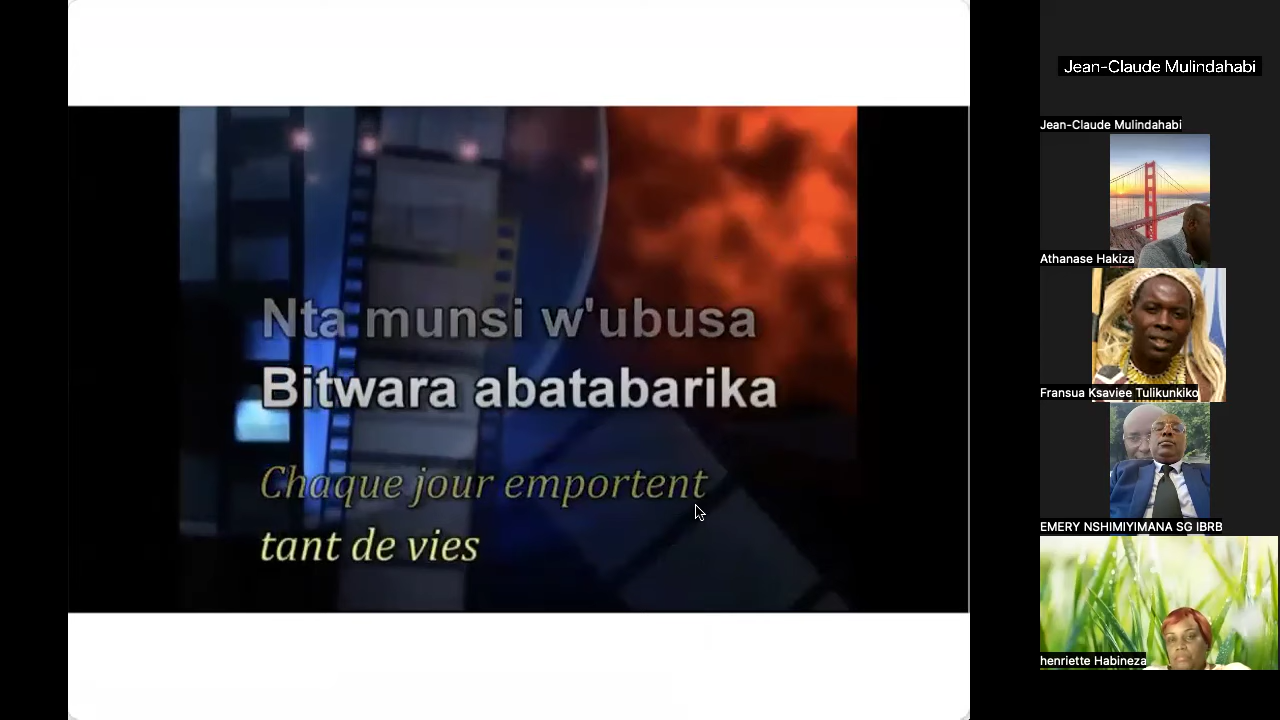 Nta munsi w'ubusa
Bitwara abatabarika
Chaque jour emportent
tant de vies
Jean-Claude Mulindahabi
Jean-Claude Mulindahabi
Athanase Hakiza
Fransua Ksaviee Tulikunkiko
EMERY NSHIMIYIMANA SG IBRB
henriette Habineza